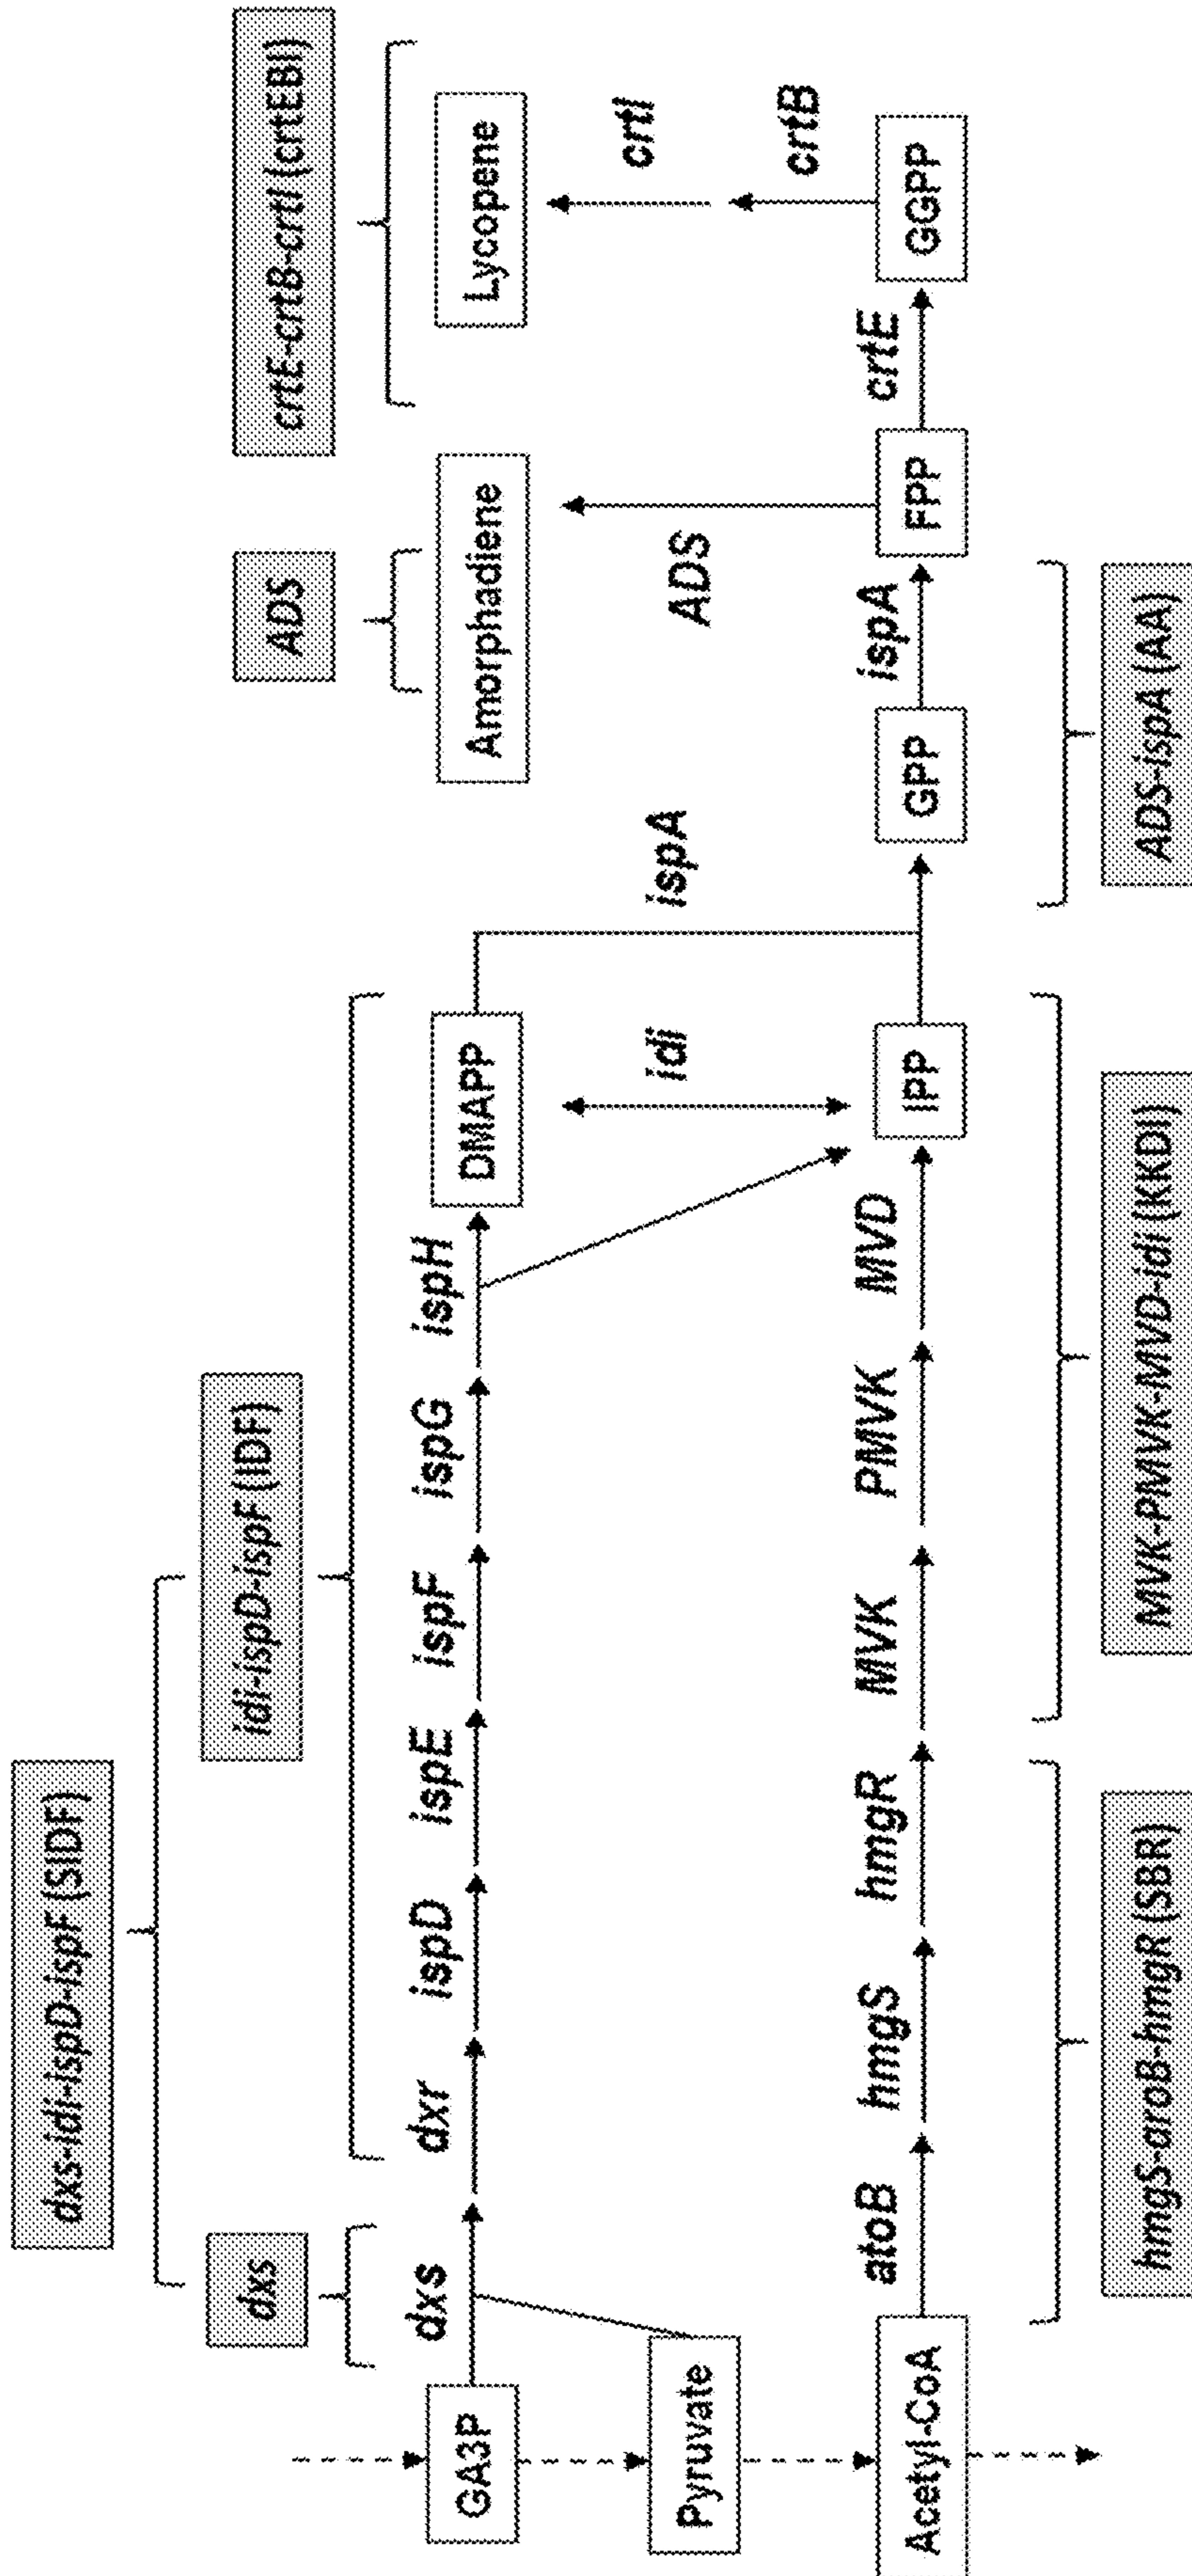 dxs-idi-ispD-ispF (SIDF)
dxs
idi-ispD-ispF (IDF)
ADS
crtE-crtB-crtI (crtEBI)
GA3P
dxs
dxr
ispD
ispE
ispF
ispG
ispH
DMAPP
Amorphadiene
Lycopene
Pyruvate
idi
ispA
ADS
crtI
crtB
Acetyl-CoA
atoB
hmgS
hmgR
MVK
PMVK
MVD
IPP
GPP
ispA
FPP
crtE
GGPP
hmgS-aroB-hmgR (SBR)
MVK-PMVK-MVD-idi (KKDI)
ADS-ispA (AA)